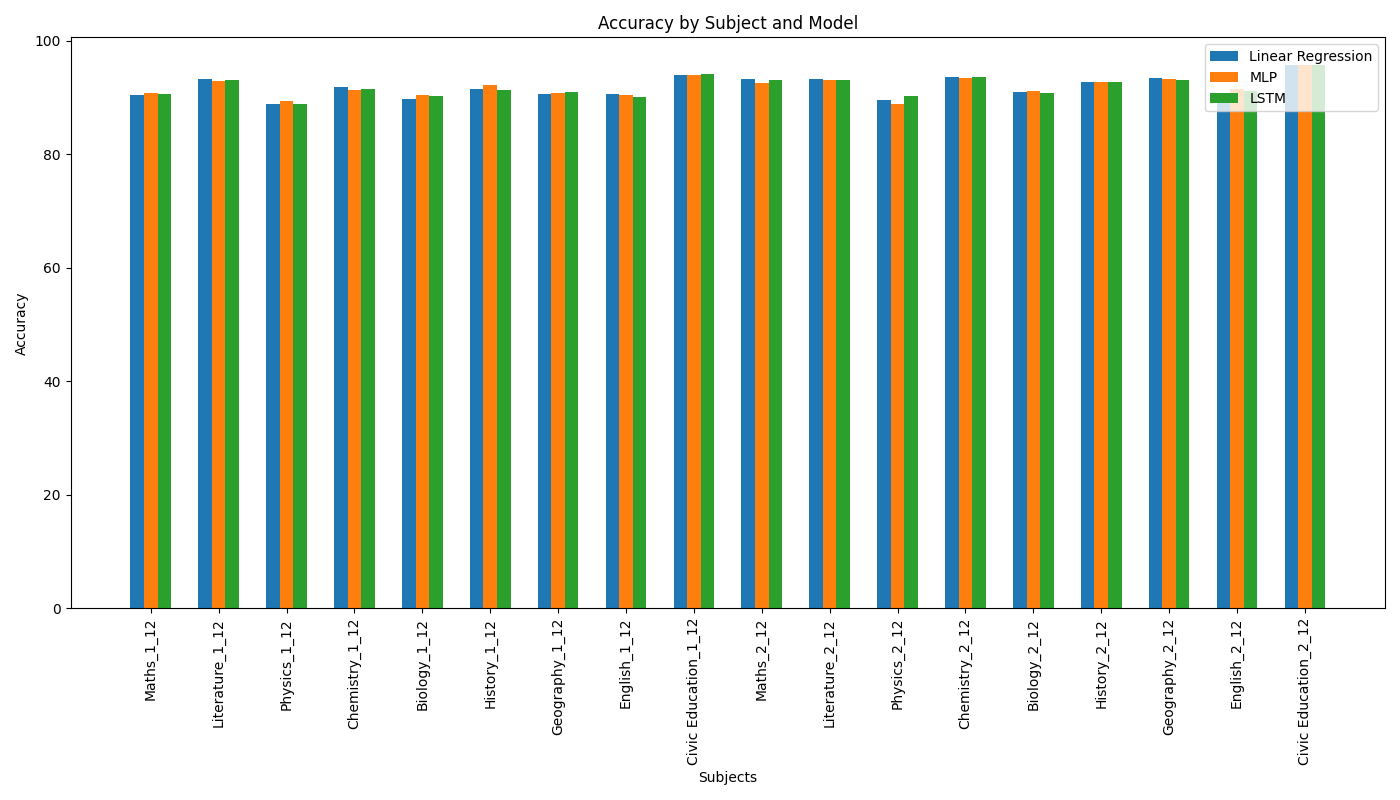 Accuracy by Subject and Model
Linear Regression
MLP
LSTM
100
80
60
40
20
0
Accuracy
Maths_1_12
Literature_1_12
Physics_1_12
Chemistry_1_12
Biology_1_12
History_1_12
Geography_1_12
English_1_12
Civic Education_1_12
Maths_2_12
Literature_2_12
Physics_2_12
Chemistry_2_12
Biology_2_12
History_2_12
Geography_2_12
English_2_12
Civic Education_2_12
Subjects